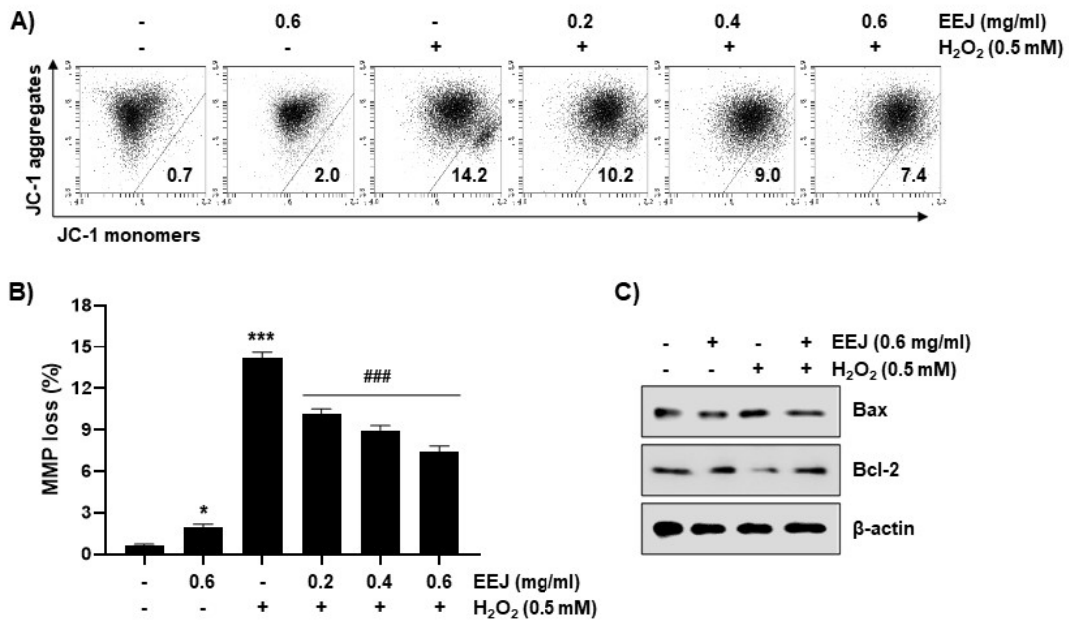 A)
- 0.6 - 0.2 0.4 0.6 EEJ (mg/ml)
- - + + + + H₂O₂ (0.5 mM)
JC-1 aggregates
0.7 2.0 14.2 10.2 9.0 7.4
JC-1 monomers
B)
MMP loss (%)
18
15
12
9
6
3
0
*
***
###
- 0.6 - 0.2 0.4 0.6 EEJ (mg/ml)
- - + + + + H₂O₂ (0.5 mM)
C)
- + - + EEJ (0.6 mg/ml)
- - + + H₂O₂ (0.5 mM)
Bax
Bcl-2
β-actin